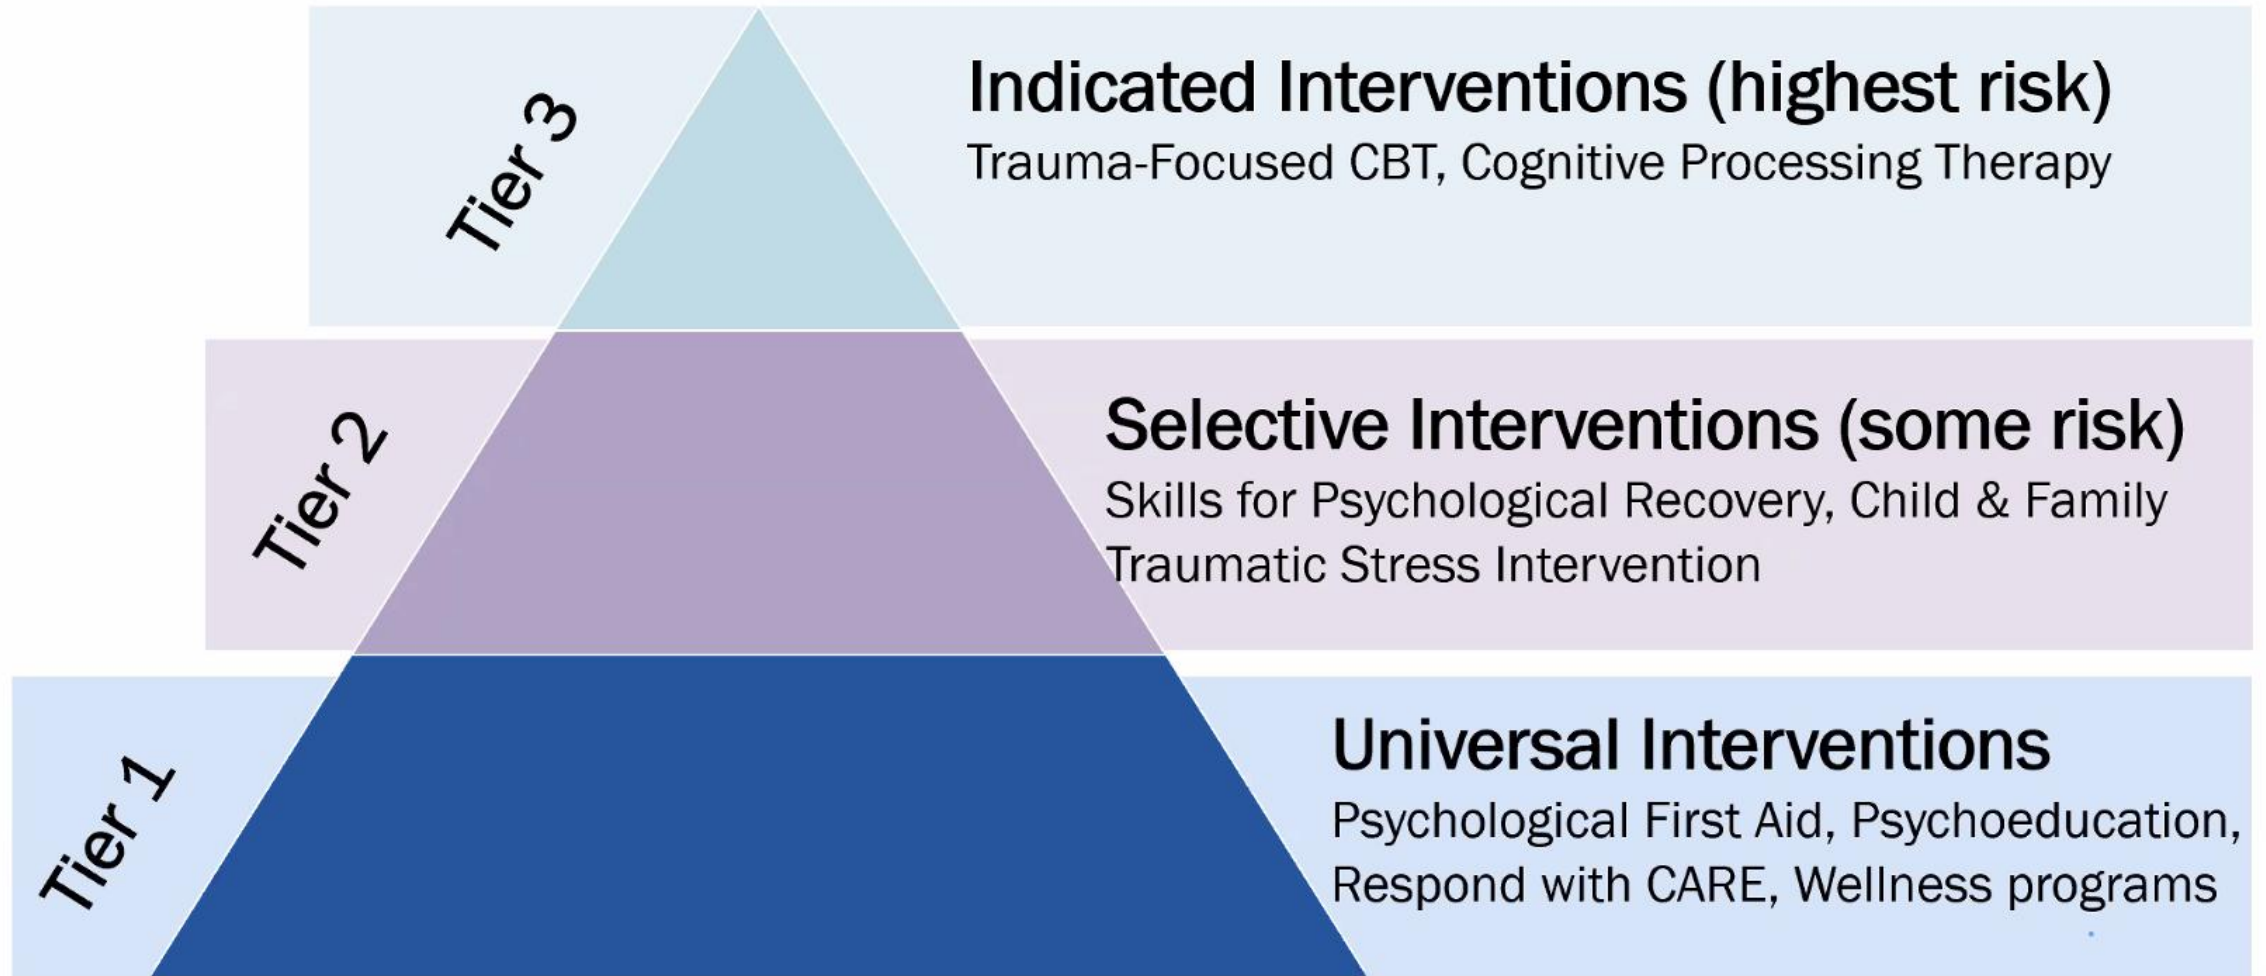 Tier 3
Indicated Interventions (highest risk)
Trauma-Focused CBT, Cognitive Processing Therapy
Tier 2
Selective Interventions (some risk)
Skills for Psychological Recovery, Child & Family
Traumatic Stress Intervention
Tier 1
Universal Interventions
Psychological First Aid, Psychoeducation,
Respond with CARE, Wellness programs